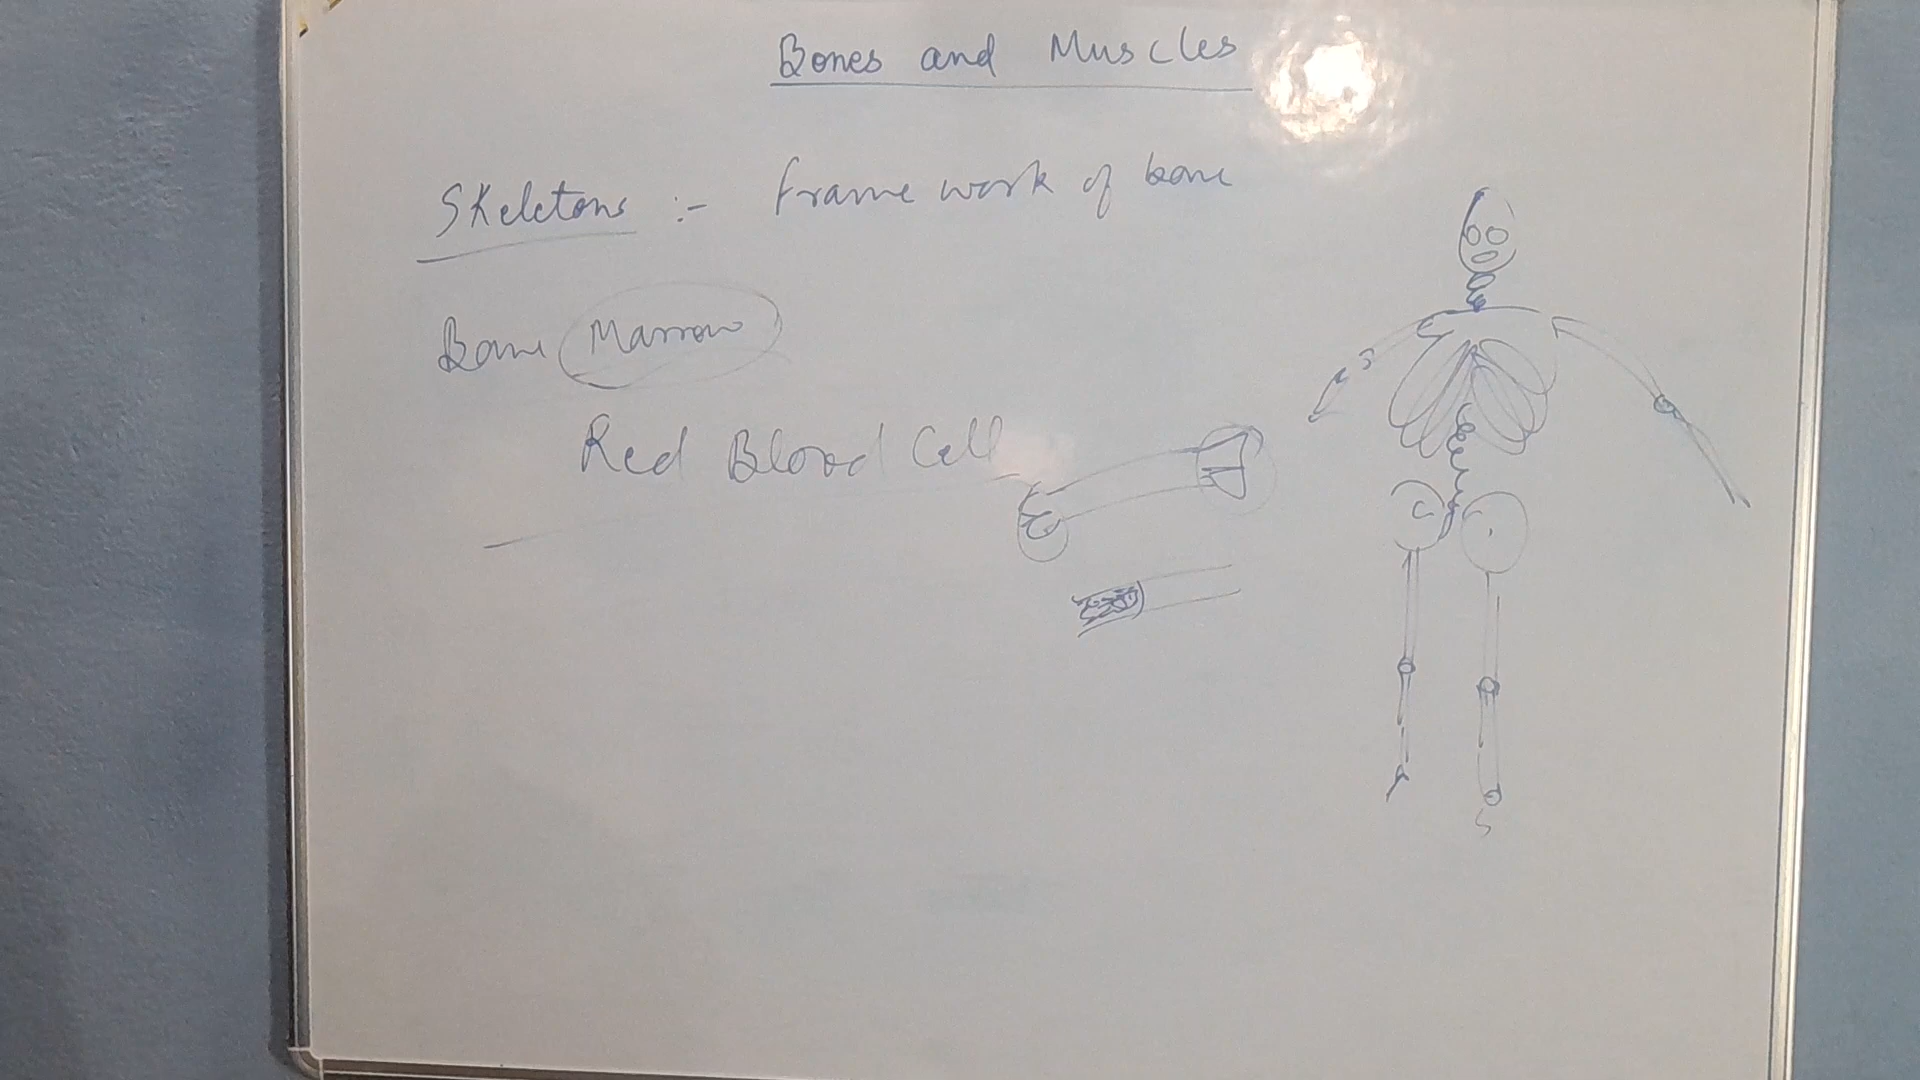 Bones and Muscles
Skeletons :- Frame work of bone
Bone Marrow
Red Blood Cell